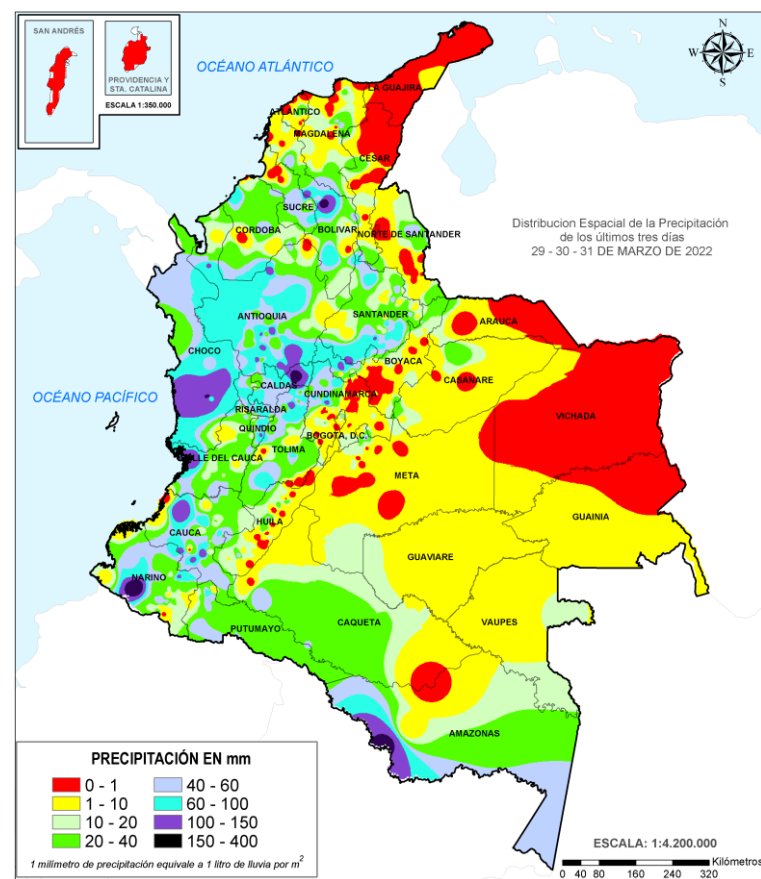 SAN ANDRÉS
PROVIDENCIA Y
STA. CATALINA
ESCALA 1:350.000
OCÉANO ATLÁNTICO
N
W E
S
LA GUAJIRA
ATLÁNTICO
MAGDALENA
CESAR
SUCRE
CORDOBA
BOLIVAR
NORTE DE SANTANDER
Distribucion Espacial de la Precipitación
de los últimos tres días
29 - 30 - 31 DE MARZO DE 2022
ANTIOQUIA
SANTANDER
ARAUCA
CHOCO
BOYACA
CASANARE
OCÉANO PACÍFICO
CALDAS
CUNDINAMARCA
RISARALDA
VICHADA
QUINDIO
BOGOTA, D.C.
TOLIMA
VALLE DEL CAUCA
META
GUAINIA
HUILA
CAUCA
GUAVIARE
NARINO
CAQUETA
VAUPES
PUTUMAYO
AMAZONAS
PRECIPITACIÓN EN mm
0 - 1
1 - 10
10 - 20
20 - 40
40 - 60
60 - 100
100 - 150
150 - 400
1 milímetro de precipitación equivale a 1 litro de lluvia por m²
ESCALA: 1:4.200.000
Kilómetros
0 40 80 160 240 320